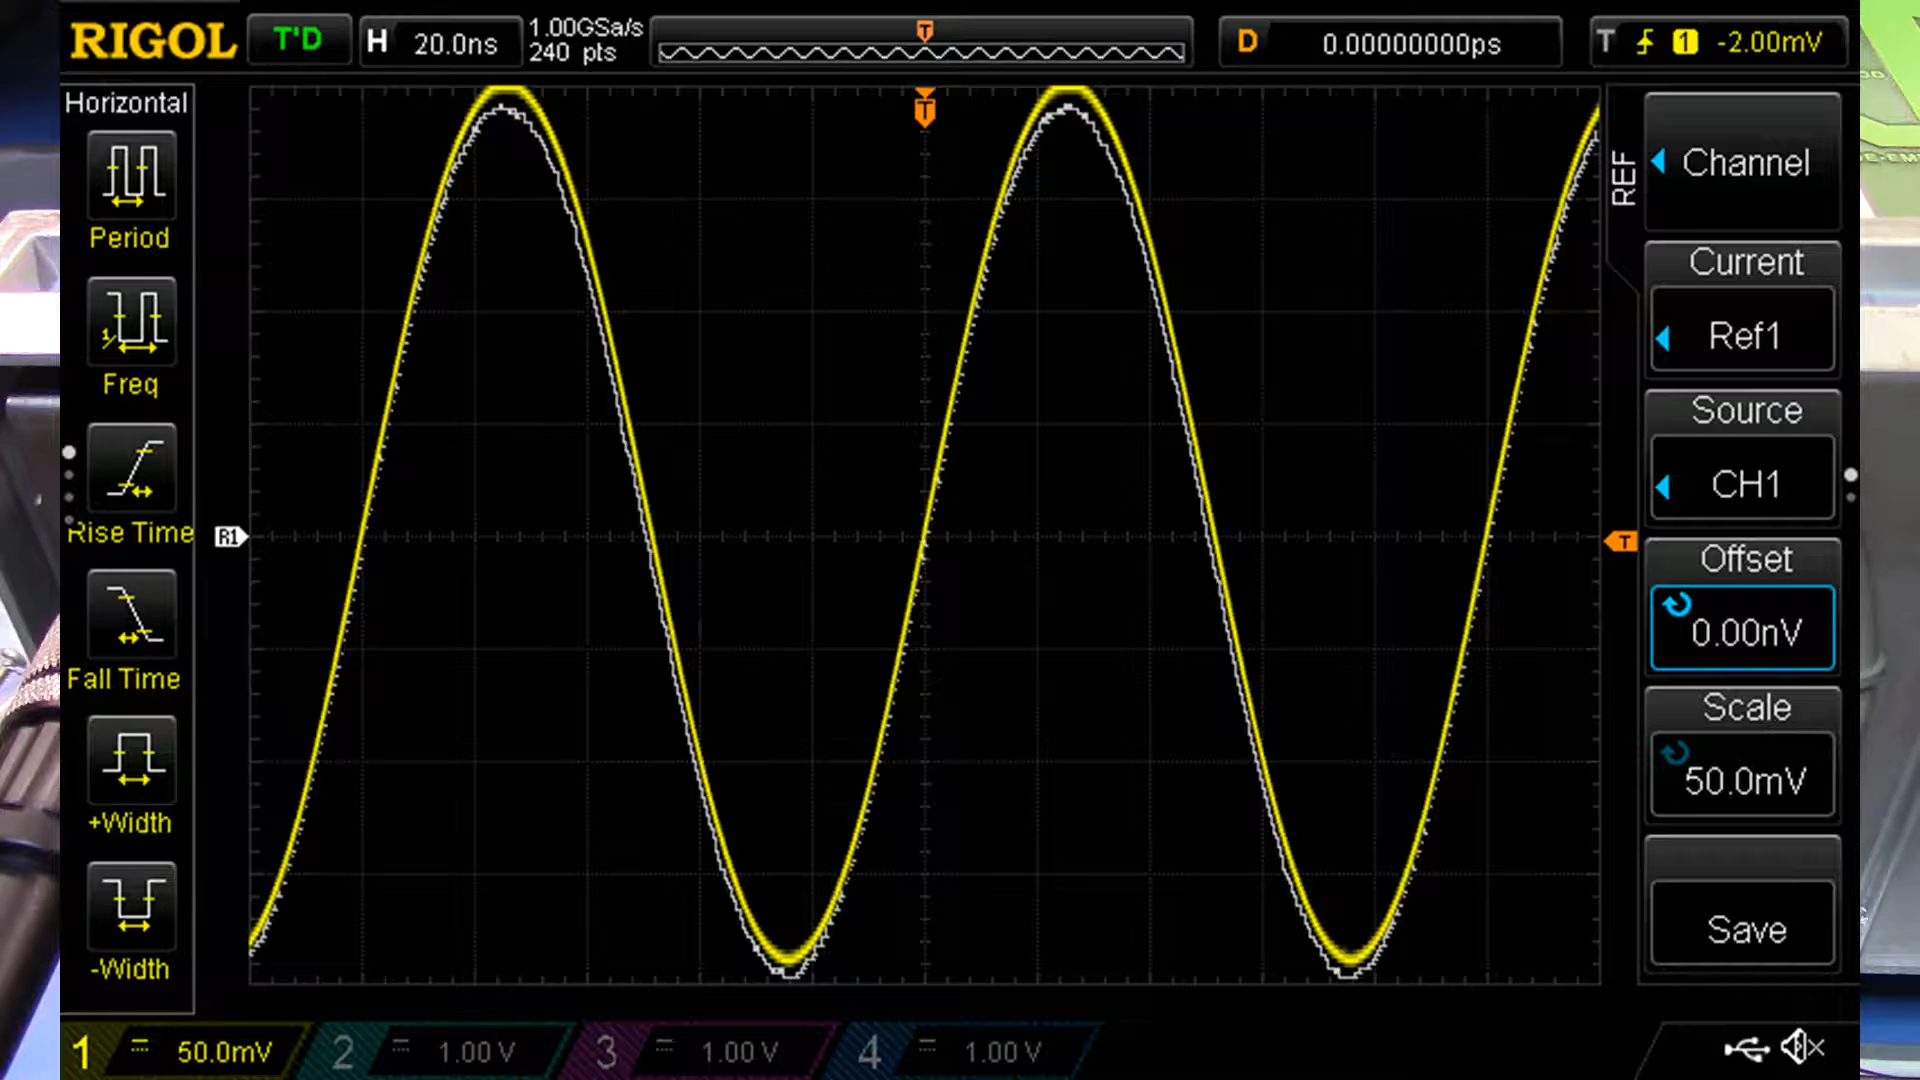 RIGOL T'D H 20.0ns 1.00GSa/s 240 pts T D 0.00000000ps T 1 -2.00mV
Horizontal
Period
1/ Freq
Rise Time
Fall Time
+Width
-Width
T
R1
T
REF
Channel
Current
Ref1
Source
CH1
Offset
0.00nV
Scale
50.0mV
Save
1 50.0mV 2 1.00 V 3 1.00 V 4 1.00 V